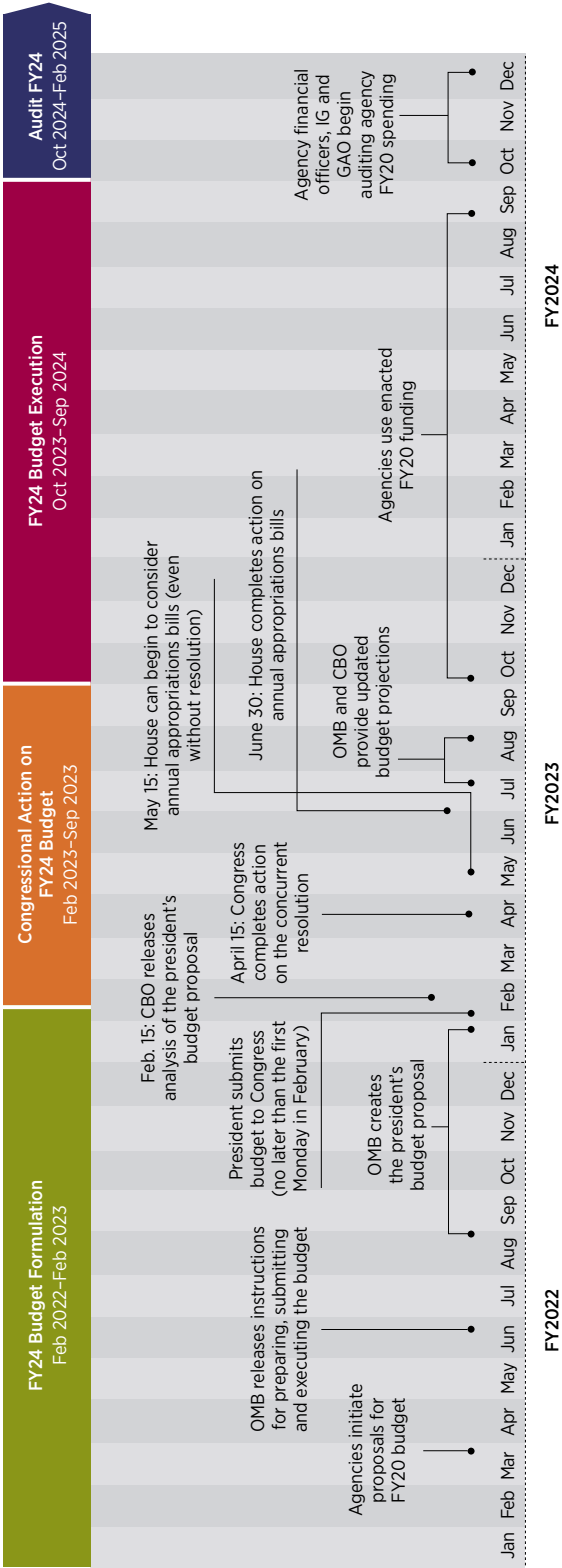 FY24 Budget Formulation
Feb 2022–Feb 2023
Congressional Action on
FY24 Budget
Feb 2023–Sep 2023
FY24 Budget Execution
Oct 2023–Sep 2024
Audit FY24
Oct 2024–Feb 2025
Agencies initiate
proposals for
FY20 budget
OMB releases instructions
for preparing, submitting
and executing the budget
OMB creates
the president's
budget proposal
President submits
budget to Congress
(no later than the first
Monday in February)
Feb. 15: CBO releases
analysis of the president's
budget proposal
April 15: Congress
completes action
on the concurrent
resolution
May 15: House can begin to consider
annual appropriations bills (even
without resolution)
June 30: House completes action on
annual appropriations bills
OMB and CBO
provide updated
budget projections
Agencies use enacted
FY20 funding
Agency financial
officers, IG and
GAO begin
auditing agency
FY20 spending
Jan Feb Mar Apr May Jun Jul Aug Sep Oct Nov Dec Jan Feb Mar Apr May Jun Jul Aug Sep Oct Nov Dec Jan Feb Mar Apr May Jun Jul Aug Sep Oct Nov Dec
FY2022
FY2023
FY2024